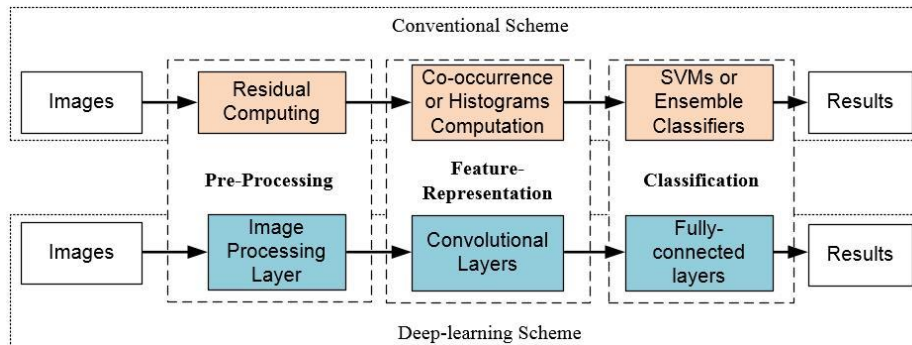 Conventional Scheme
Images
Residual
Computing
Co-occurrence
or Histograms
Computation
SVMs or
Ensemble
Classifiers
Results
Pre-Processing
Feature-
Representation
Classification
Images
Image
Processing
Layer
Convolutional
Layers
Fully-
connected
layers
Results
Deep-learning Scheme